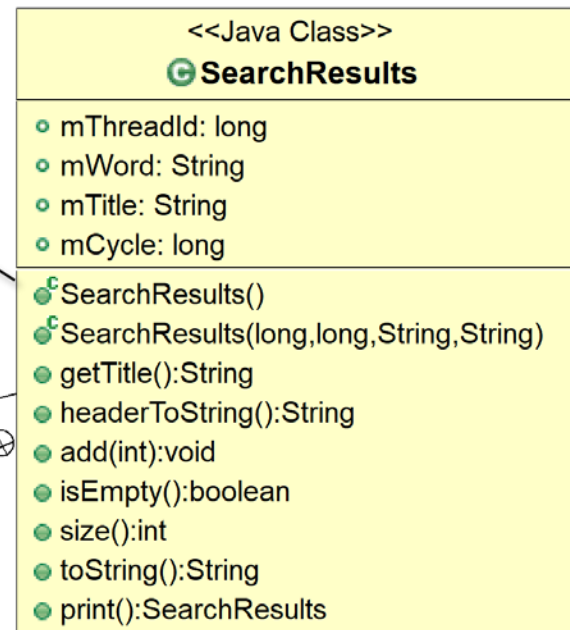 <<Java Class>>
C SearchResults
mThreadId: long
mWord: String
mTitle: String
mCycle: long
C SearchResults()
C SearchResults(long,long,String,String)
getTitle():String
headerToString():String
add(int):void
isEmpty():boolean
size():int
toString():String
print():SearchResults